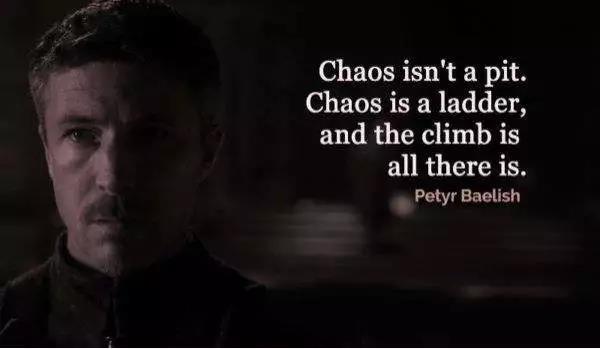 Chaos isn't a pit.
Chaos is a ladder,
and the climb is
all there is.
Petyr Baelish